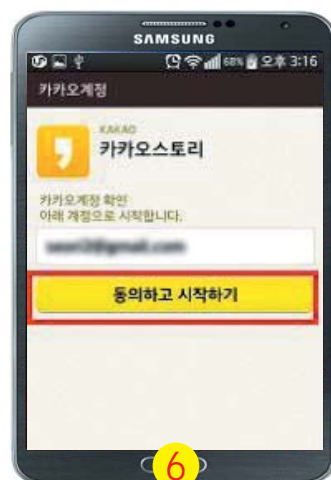 SAMSUNG
68% 오후 3:16
카카오계정
KAKAO
카카오스토리
카카오계정 확인
아래 계정으로 시작합니다.
동의하고 시작하기
6